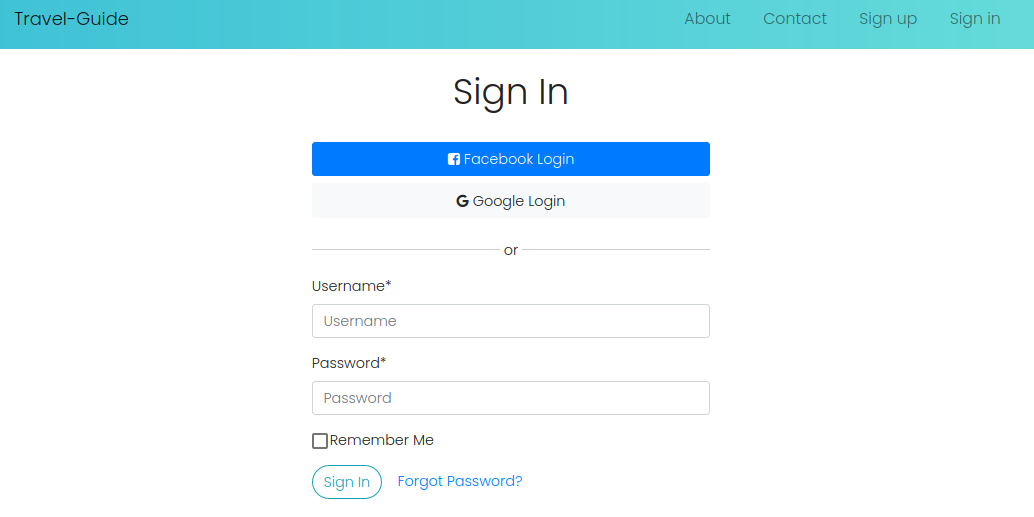 Travel-Guide About Contact Sign up Sign in
Sign In
Facebook Login
Google Login
or
Username*
Username
Password*
Password
Remember Me
Sign In Forgot Password?